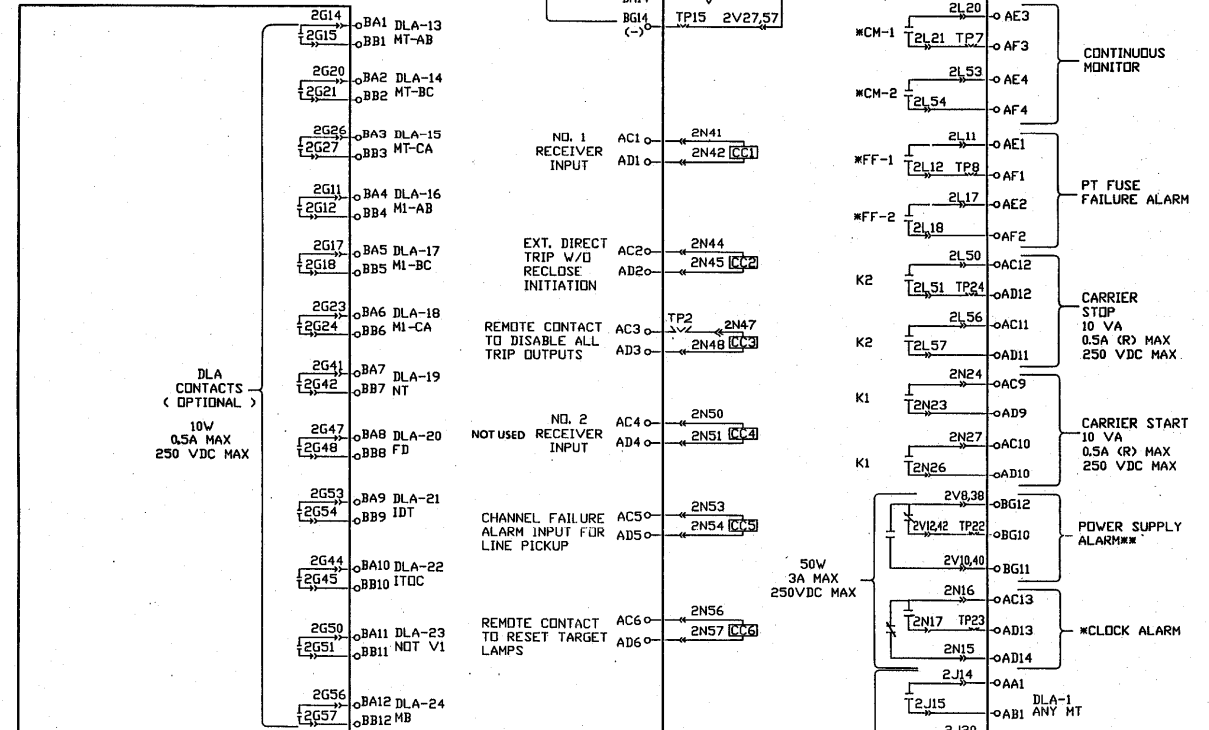 2G14
BA1 DLA-13
2G15
BB1 MT-AB
2G20
BA2 DLA-14
2G21
BB2 MT-BC
2G26
BA3 DLA-15
2G27
BB3 MT-CA
2G11
BA4 DLA-16
2G12
BB4 M1-AB
2G17
BA5 DLA-17
2G18
BB5 M1-BC
2G23
BA6 DLA-18
2G24
BB6 M1-CA
2G41
BA7 DLA-19
2G42
BB7 NT
2G47
BA8 DLA-20
2G48
BB8 FD
2G53
BA9 DLA-21
2G54
BB9 IDT
2G44
BA10 DLA-22
2G45
BB10 ITOC
2G50
BA11 DLA-23
2G51
BB11 NOT V1
2G56
BA12 DLA-24
2G57
BB12 MB
DLA
CONTACTS
( OPTIONAL )
10W
0.5A MAX
250 VDC MAX
BG14 TP15 2V27,57
(-)
NO. 1
RECEIVER
INPUT
AC1 2N41
AD1 2N42 CC1
EXT. DIRECT
TRIP W/O
RECLOSE
INITIATION
AC2 2N44
AD2 2N45 CC2
REMOTE CONTACT
TO DISABLE ALL
TRIP OUTPUTS
AC3 TP2 2N47
AD3 2N48 CC3
NO. 2
NOT USED RECEIVER
INPUT
AC4 2N50
AD4 2N51 CC4
CHANNEL FAILURE
ALARM INPUT FOR
LINE PICKUP
AC5 2N53
AD5 2N54 CC5
REMOTE CONTACT
TO RESET TARGET
LAMPS
AC6 2N56
AD6 2N57 CC6
*CM-1
2L20 AE3
2L21 TP7 AF3
*CM-2
2L53 AE4
2L54 AF4
CONTINUOUS
MONITOR
*FF-1
2L11 AE1
2L12 TP8 AF1
*FF-2
2L17 AE2
2L18 AF2
PT FUSE
FAILURE ALARM
K2
2L50 AC12
2L51 TP24 AD12
K2
2L56 AC11
2L57 AD11
CARRIER
STOP
10 VA
0.5A (R) MAX
250 VDC MAX
K1
2N24 AC9
2N23 AD9
K1
2N27 AC10
2N26 AD10
CARRIER START
10 VA
0.5A (R) MAX
250 VDC MAX
50W
3A MAX
250VDC MAX
2V8,38 BG12
2V12,42 TP22 BG10
2V10,40 BG11
POWER SUPPLY
ALARM**
2N16 AC13
2N17 TP23 AD13
2N15 AD14
*CLOCK ALARM
2J14 AA1
2J15 AB1
DLA-1
ANY MT